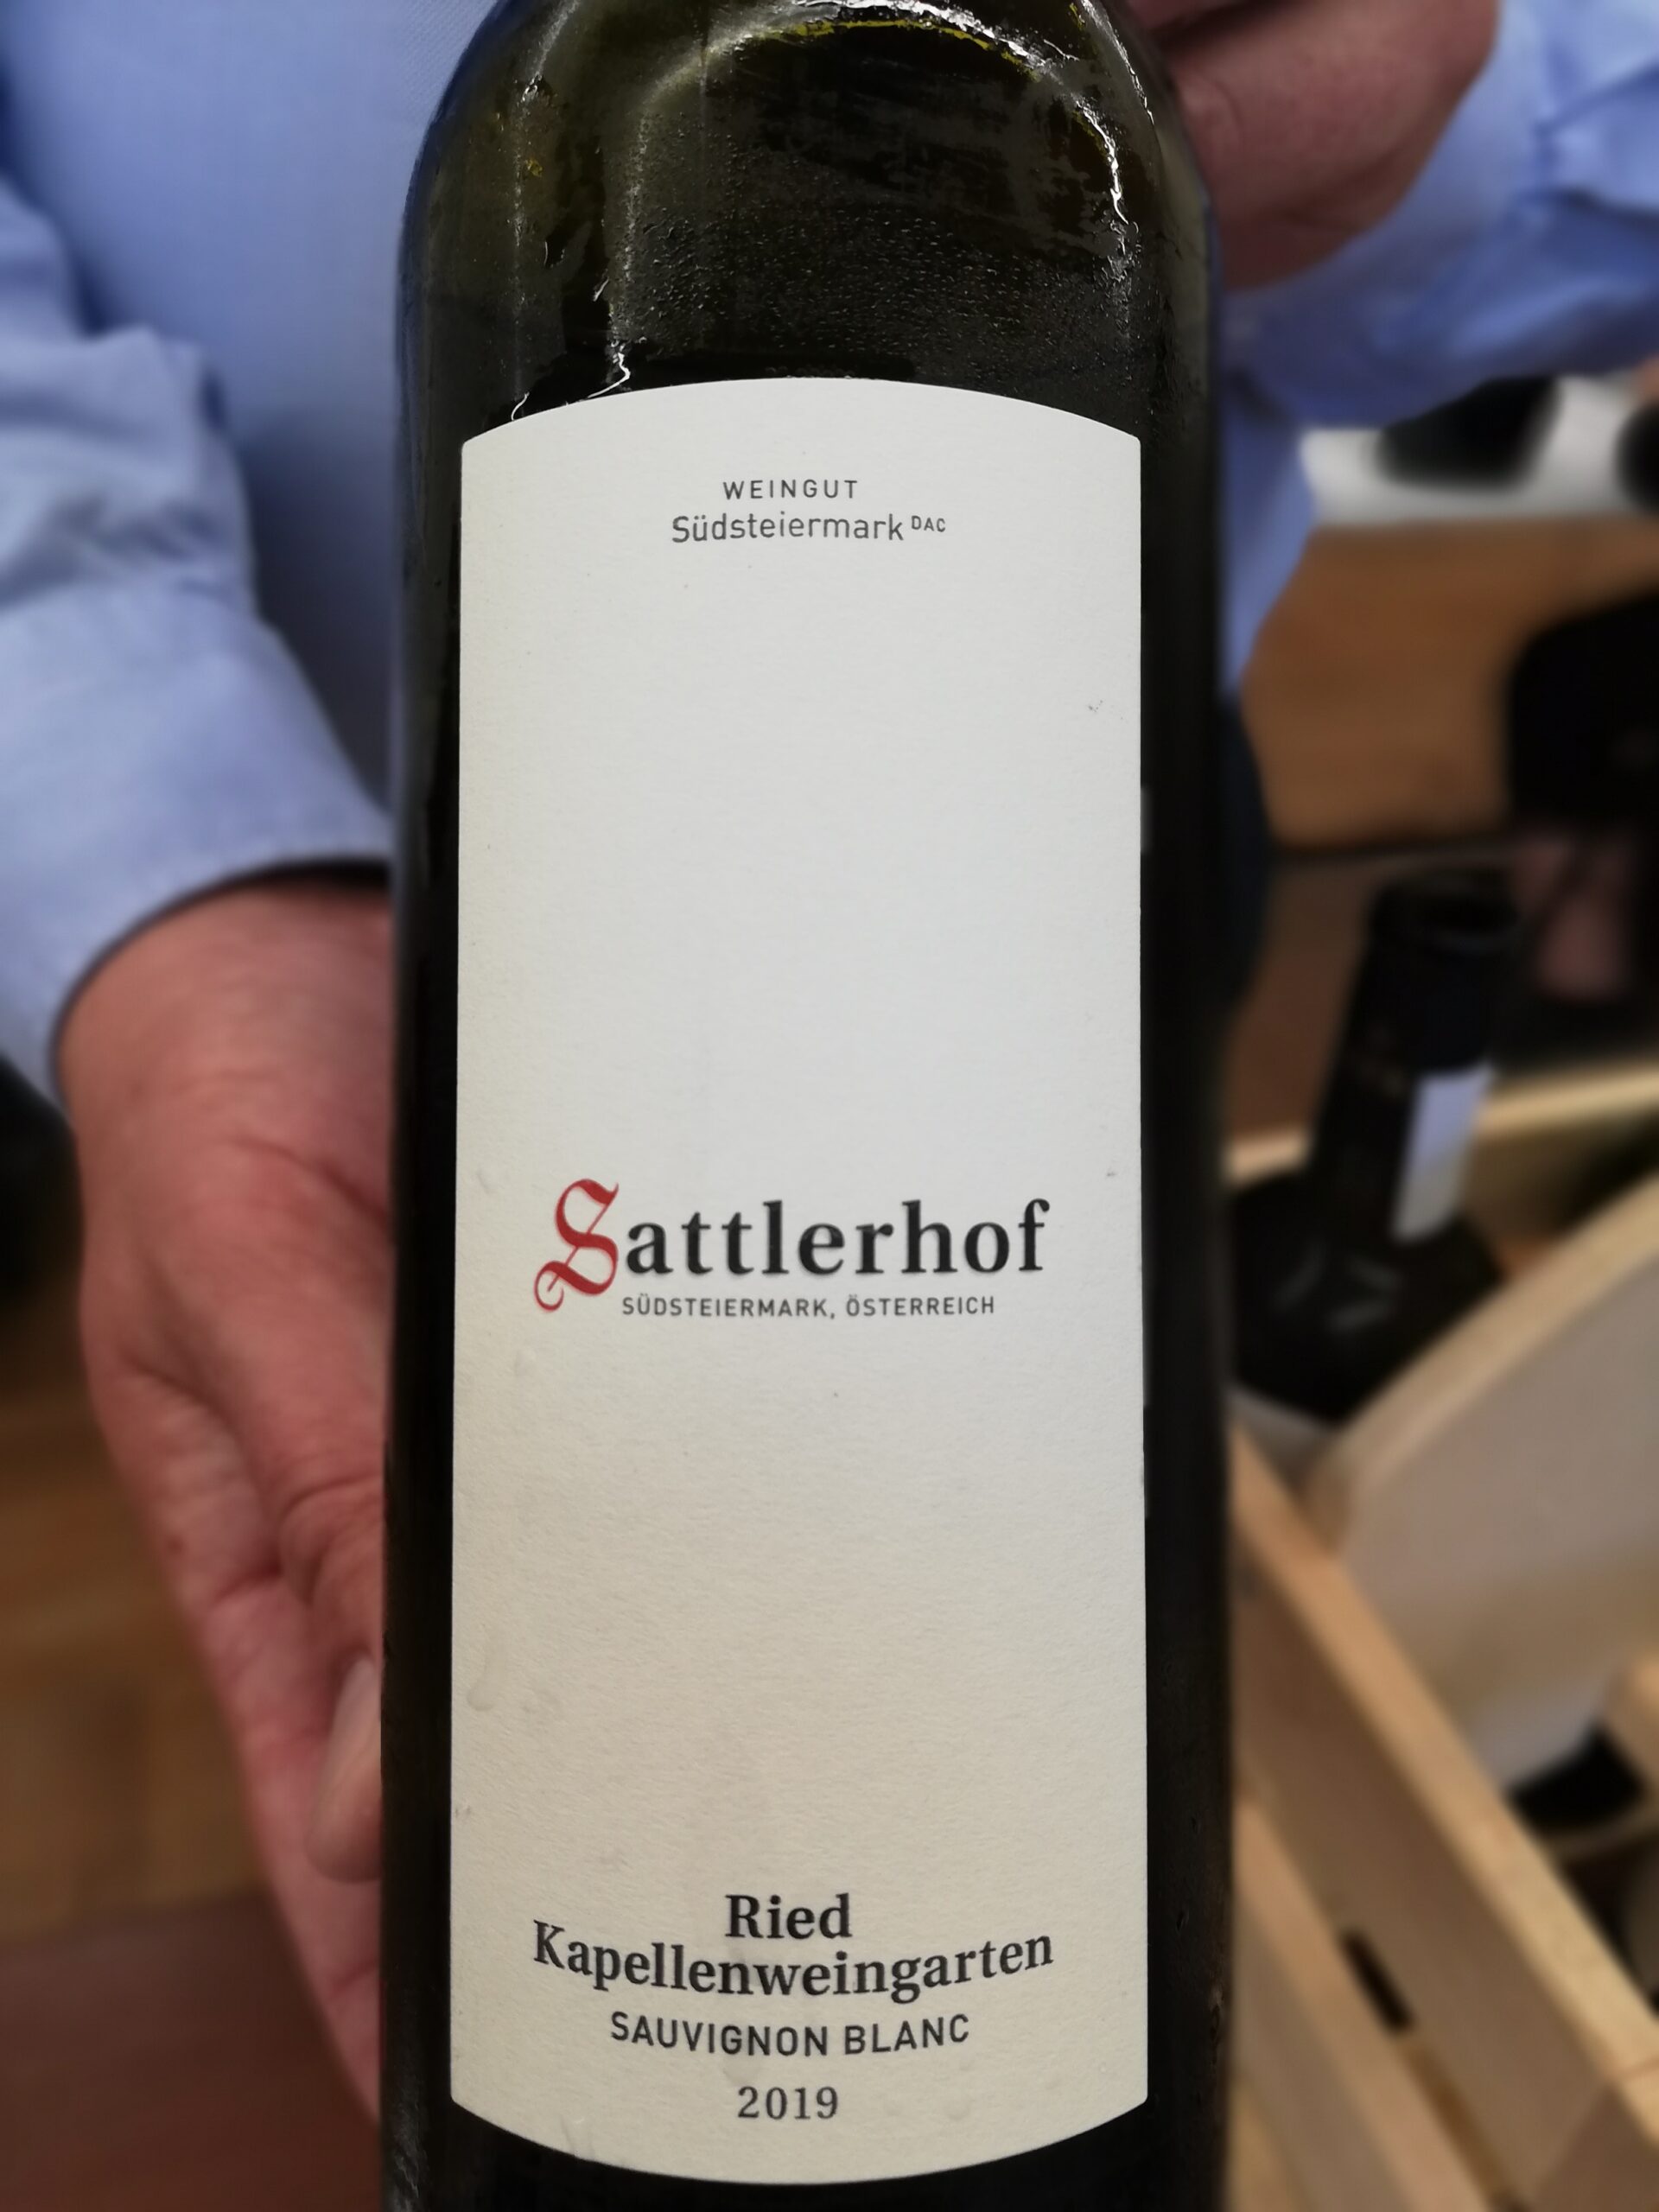 WEINGUT
Südsteiermark DAC
Sattlerhof
SÜDSTEIERMARK, ÖSTERREICH
Ried
Kapellenweingarten
SAUVIGNON BLANC
2019